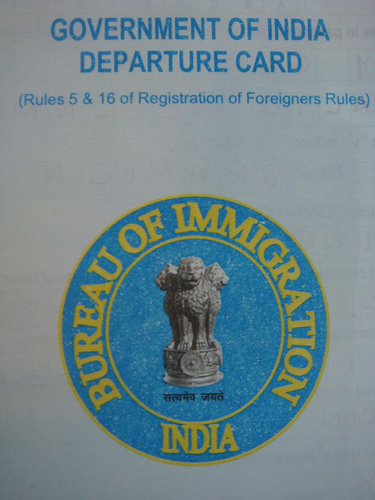 GOVERNMENT OF INDIA
DEPARTURE CARD
(Rules 5 & 16 of Registration of Foreigners Rules)
BUREAU OF IMMIGRATION
सत्यमेव जयते
INDIA